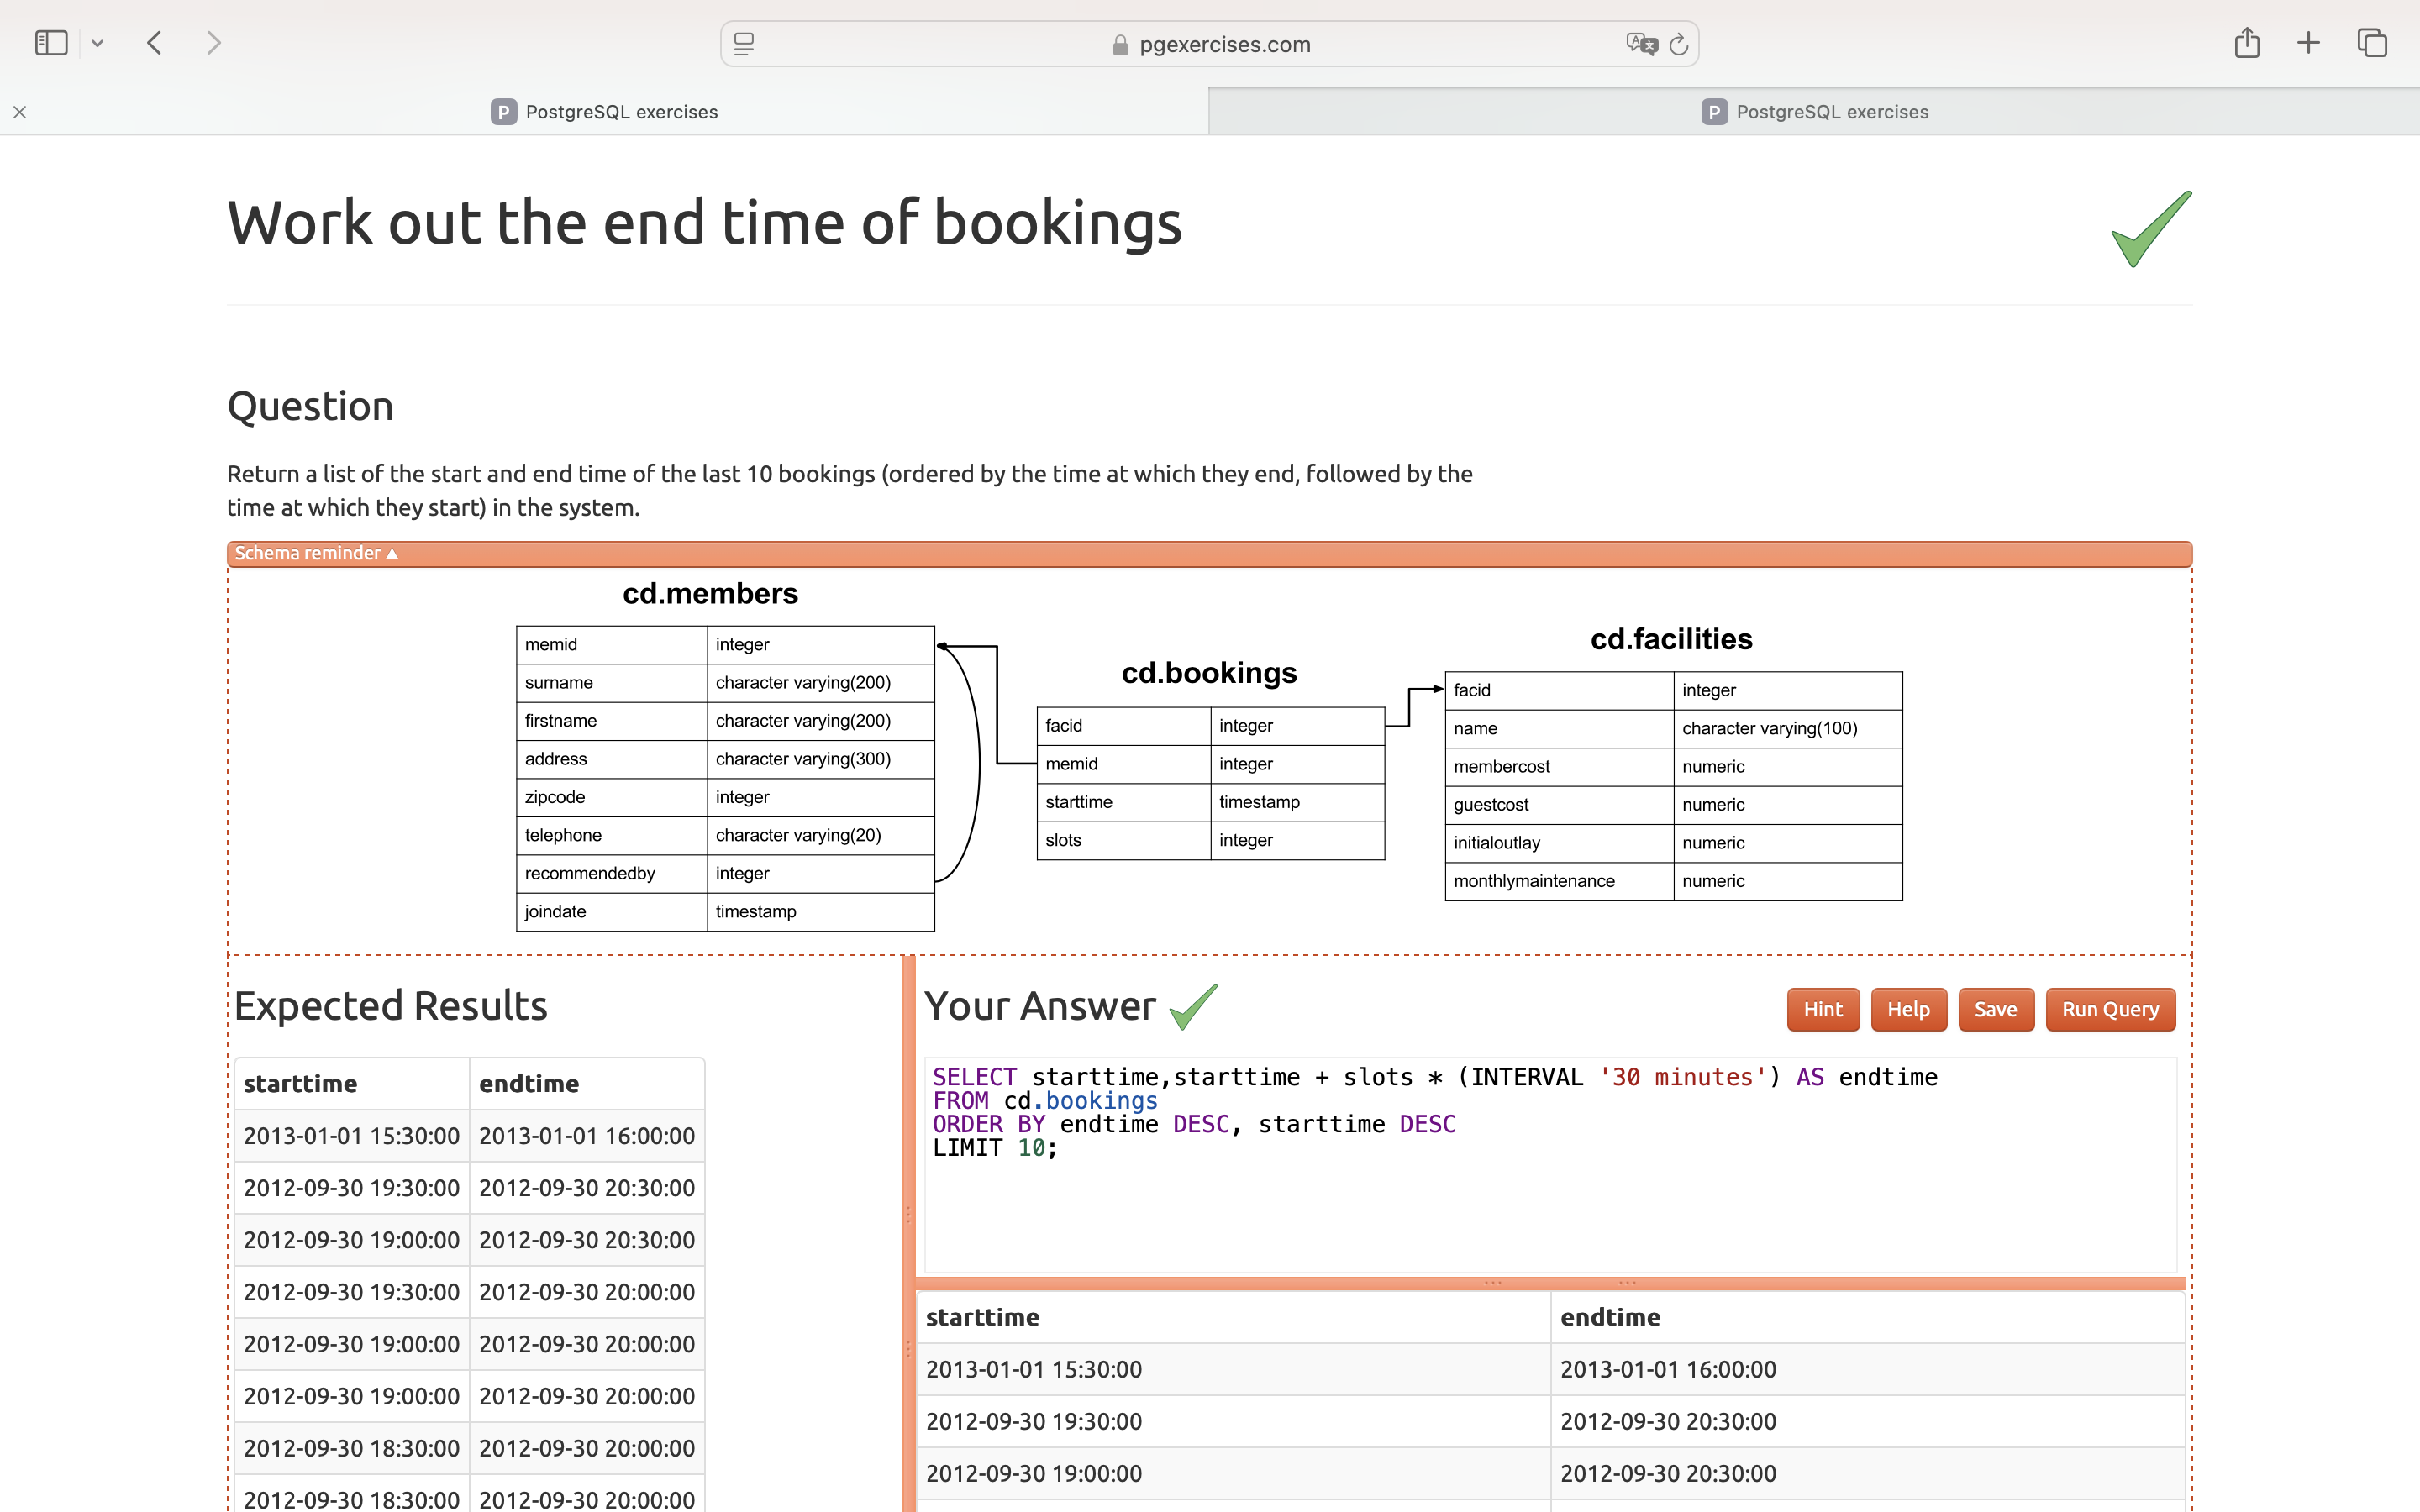 pgexercises.com
PostgreSQL exercises
PostgreSQL exercises
Work out the end time of bookings
Question
Return a list of the start and end time of the last 10 bookings (ordered by the time at which they end, followed by the
time at which they start) in the system.
Schema reminder ▲
cd.members
memid integer
surname character varying(200)
firstname character varying(200)
address character varying(300)
zipcode integer
telephone character varying(20)
recommendedby integer
joindate timestamp
cd.bookings
facid integer
memid integer
starttime timestamp
slots integer
cd.facilities
facid integer
name character varying(100)
membercost numeric
guestcost numeric
initialoutlay numeric
monthlymaintenance numeric
Expected Results
starttime endtime
2013-01-01 15:30:00 2013-01-01 16:00:00
2012-09-30 19:30:00 2012-09-30 20:30:00
2012-09-30 19:00:00 2012-09-30 20:30:00
2012-09-30 19:30:00 2012-09-30 20:00:00
2012-09-30 19:00:00 2012-09-30 20:00:00
2012-09-30 19:00:00 2012-09-30 20:00:00
2012-09-30 18:30:00 2012-09-30 20:00:00
2012-09-30 18:30:00 2012-09-30 20:00:00
Your Answer
Hint Help Save Run Query
SELECT starttime,starttime + slots * (INTERVAL '30 minutes') AS endtime
FROM cd.bookings
ORDER BY endtime DESC, starttime DESC
LIMIT 10;
starttime endtime
2013-01-01 15:30:00 2013-01-01 16:00:00
2012-09-30 19:30:00 2012-09-30 20:30:00
2012-09-30 19:00:00 2012-09-30 20:30:00